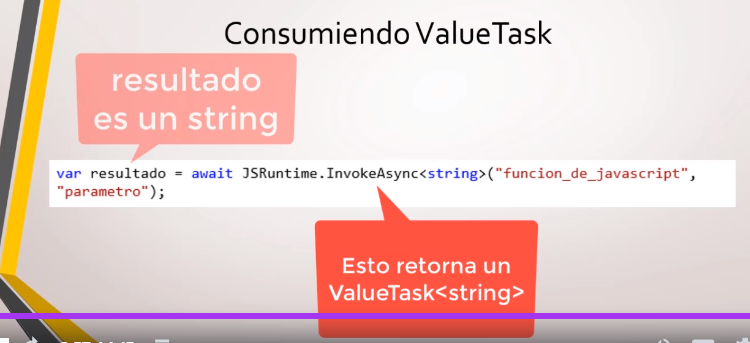 Consumiendo ValueTask
resultado
es un string
var resultado = await JSRuntime.InvokeAsync<string>("funcion_de_javascript",
"parametro");
Esto retorna un
ValueTask<string>